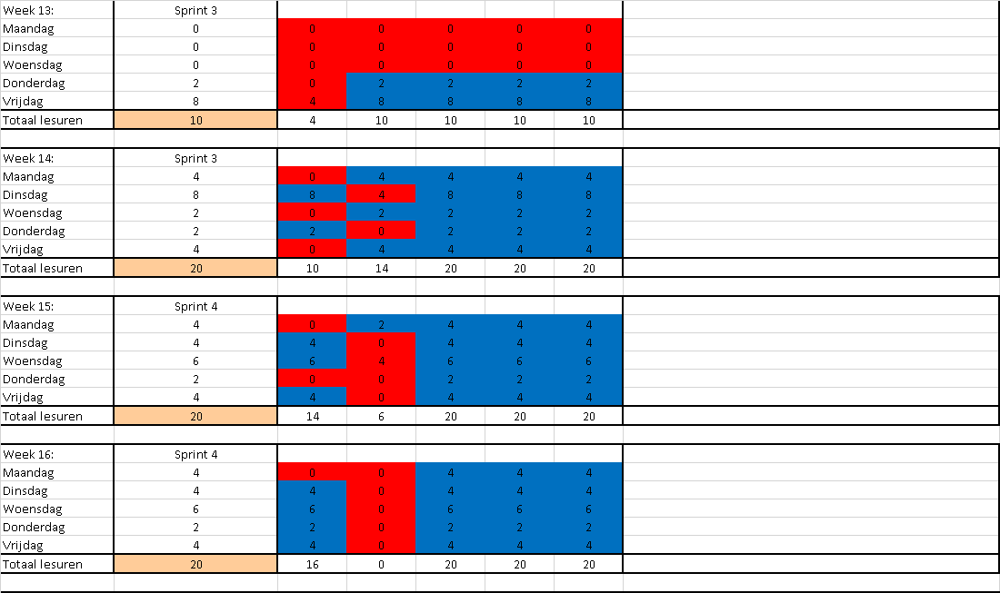 Week 13: Sprint 3
Maandag 0 0 0 0 0 0
Dinsdag 0 0 0 0 0 0
Woensdag 0 0 0 0 0 0
Donderdag 2 0 2 2 2 2
Vrijdag 8 4 8 8 8 8
Totaal lesuren 10 4 10 10 10 10
Week 14: Sprint 3
Maandag 4 0 4 4 4 4
Dinsdag 8 8 4 8 8 8
Woensdag 2 0 2 2 2 2
Donderdag 2 2 0 2 2 2
Vrijdag 4 0 4 4 4 4
Totaal lesuren 20 10 14 20 20 20
Week 15: Sprint 4
Maandag 4 0 2 4 4 4
Dinsdag 4 4 0 4 4 4
Woensdag 6 6 4 6 6 6
Donderdag 2 0 0 2 2 2
Vrijdag 4 4 0 4 4 4
Totaal lesuren 20 14 6 20 20 20
Week 16: Sprint 4
Maandag 4 0 0 4 4 4
Dinsdag 4 4 0 4 4 4
Woensdag 6 6 0 6 6 6
Donderdag 2 2 0 2 2 2
Vrijdag 4 4 0 4 4 4
Totaal lesuren 20 16 0 20 20 20